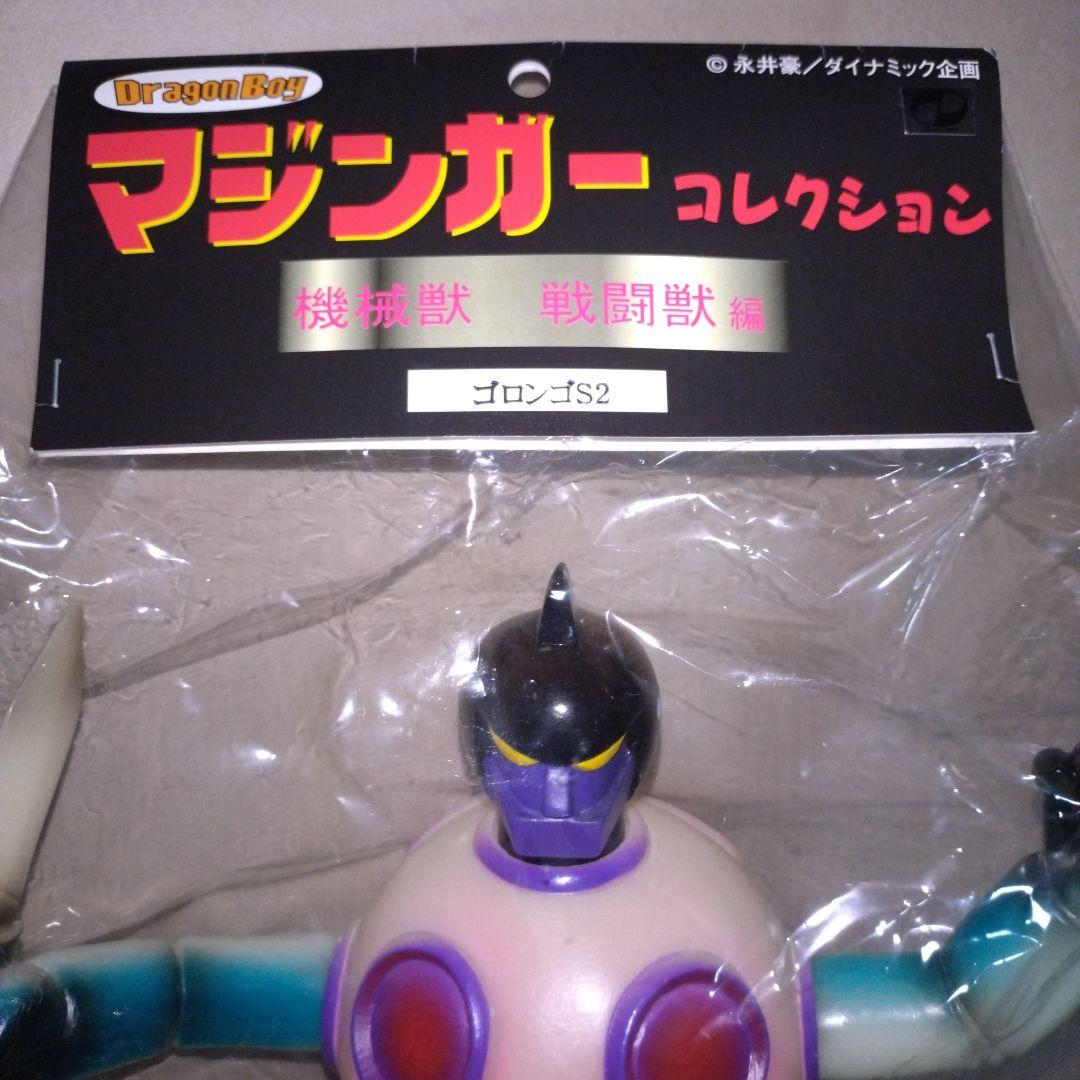 DragonBoy
© 永井豪／ダイナミック企画
マジンガー コレクション
機械獣 戦闘獣編
ゴロンゴS2